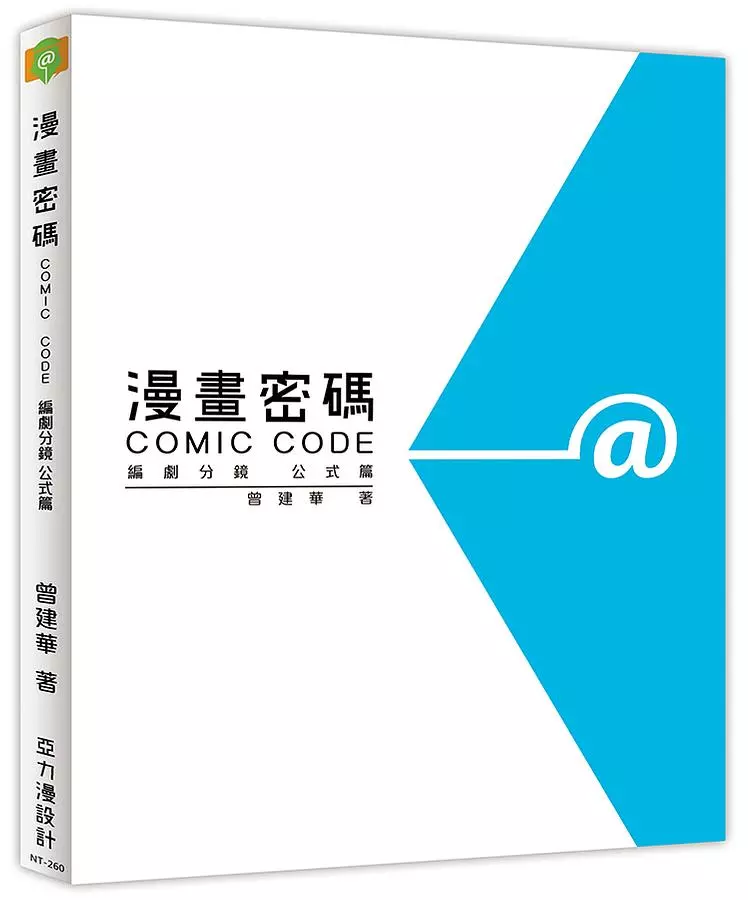 @
漫畫密碼
COMIC CODE
編劇分鏡 公式篇
曾建華 著
亞力漫設計
NT-260
漫畫密碼
COMIC CODE
編劇分鏡 公式篇
曾建華 著
@